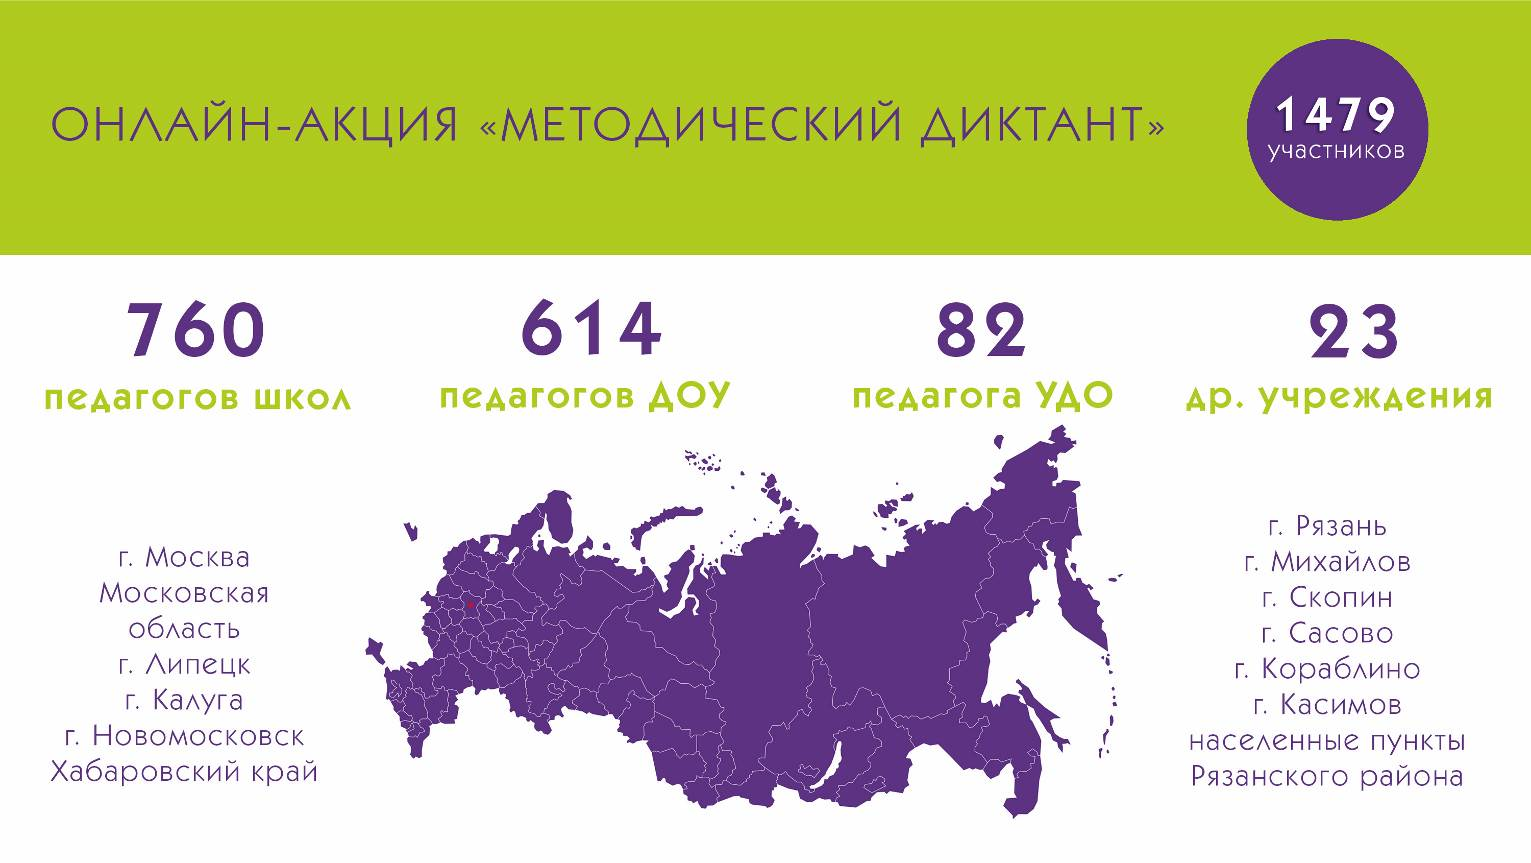 ОНЛАЙН-АКЦИЯ «МЕТОДИЧЕСКИЙ ДИКТАНТ»
1479
участников
760
педагогов школ
614
педагогов ДОУ
82
педагога УДО
23
др. учреждения
г. Москва
Московская
область
г. Липецк
г. Калуга
г. Новомосковск
Хабаровский край
г. Рязань
г. Михайлов
г. Скопин
г. Сасово
г. Кораблино
г. Касимов
населенные пункты
Рязанского района